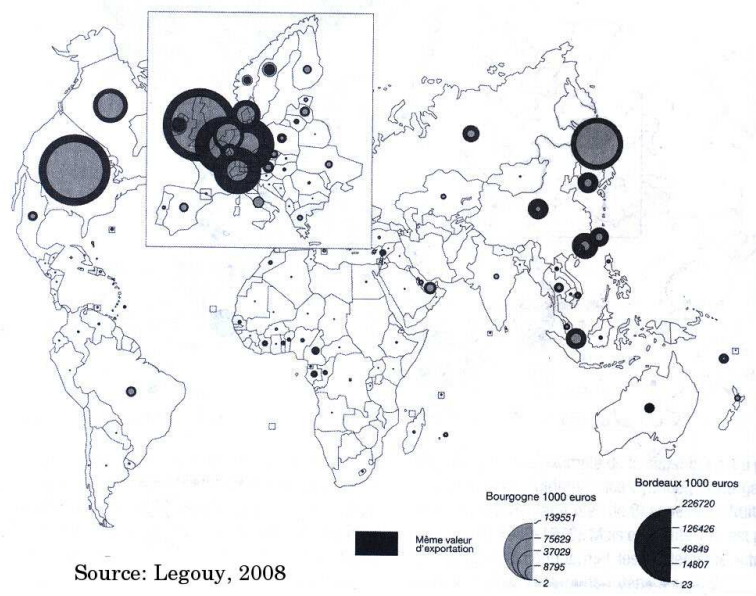 Bourgogne 1000 euros
139551
75629
37029
8795
2
Bordeaux 1000 euros
226720
126426
49849
14807
23
Même valeur
d'exportation
Source: Legouy, 2008